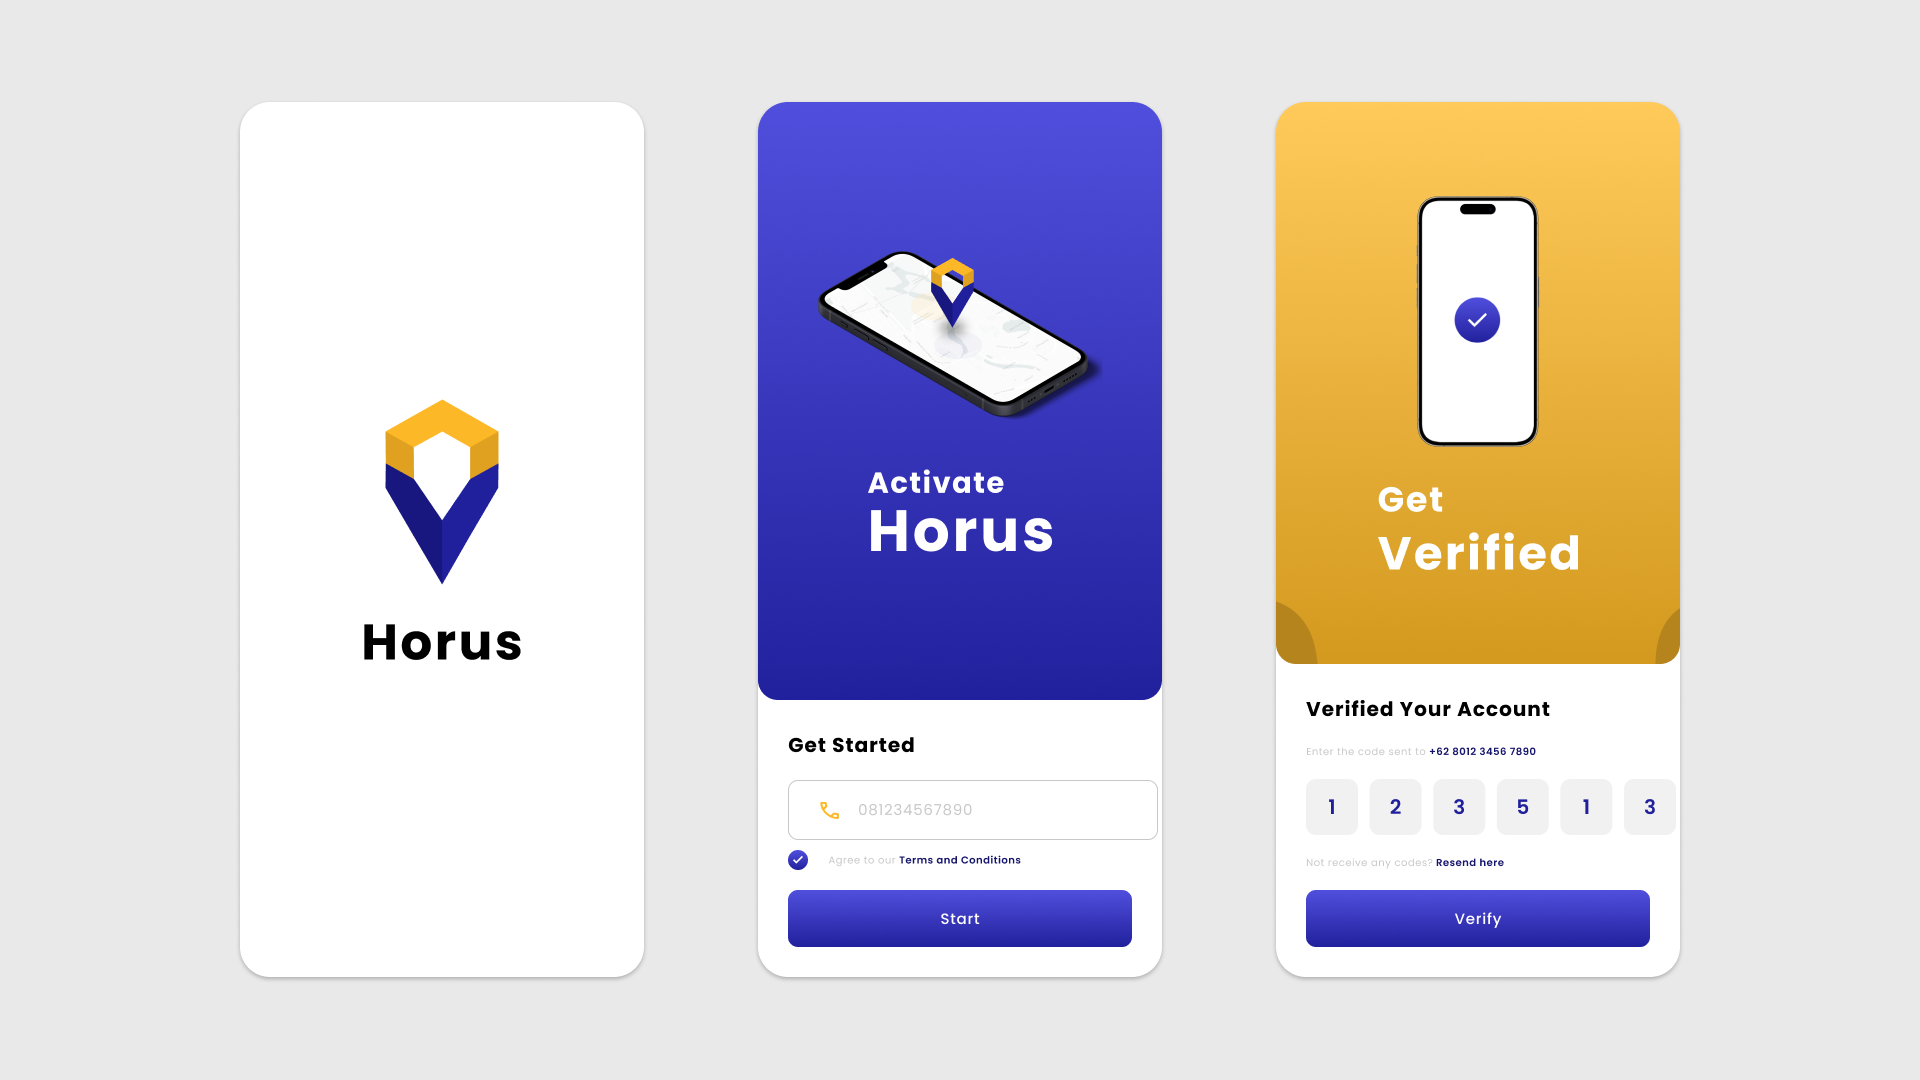 Horus
Activate
Horus
Get Started
081234567890
Agree to our Terms and Conditions
Start
Get
Verified
Verified Your Account
Enter the code sent to +62 8012 3456 7890
1 2 3 5 1 3
Not receive any codes? Resend here
Verify